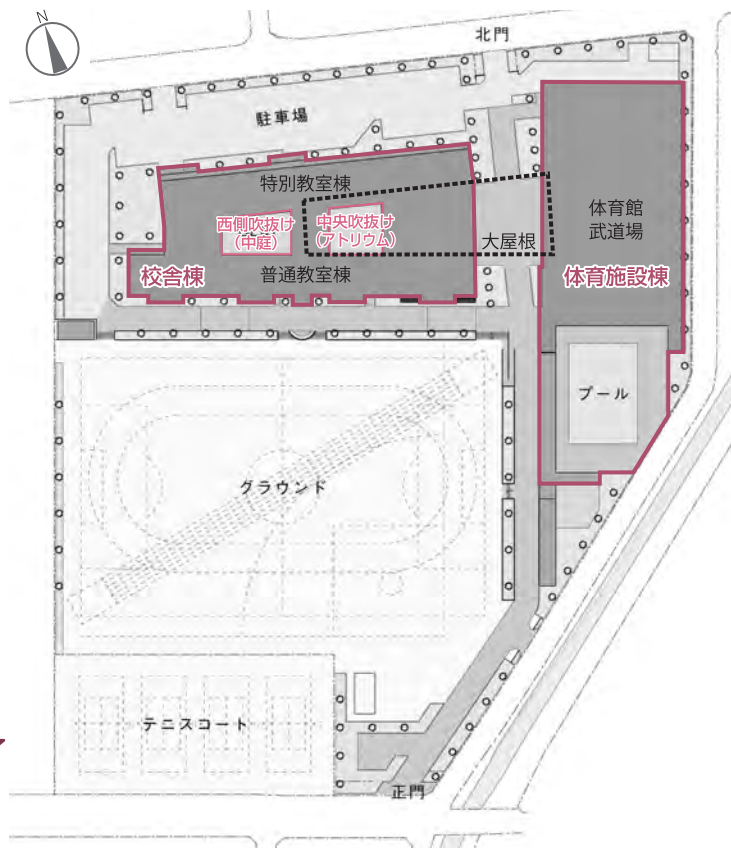 N
北門
駐車場
特別教室棟
西側吹抜け
(中庭)
中央吹抜け
(アトリウム)
大屋根
体育館
武道場
校舎棟
普通教室棟
体育施設棟
プール
グラウンド
テニスコート
正門